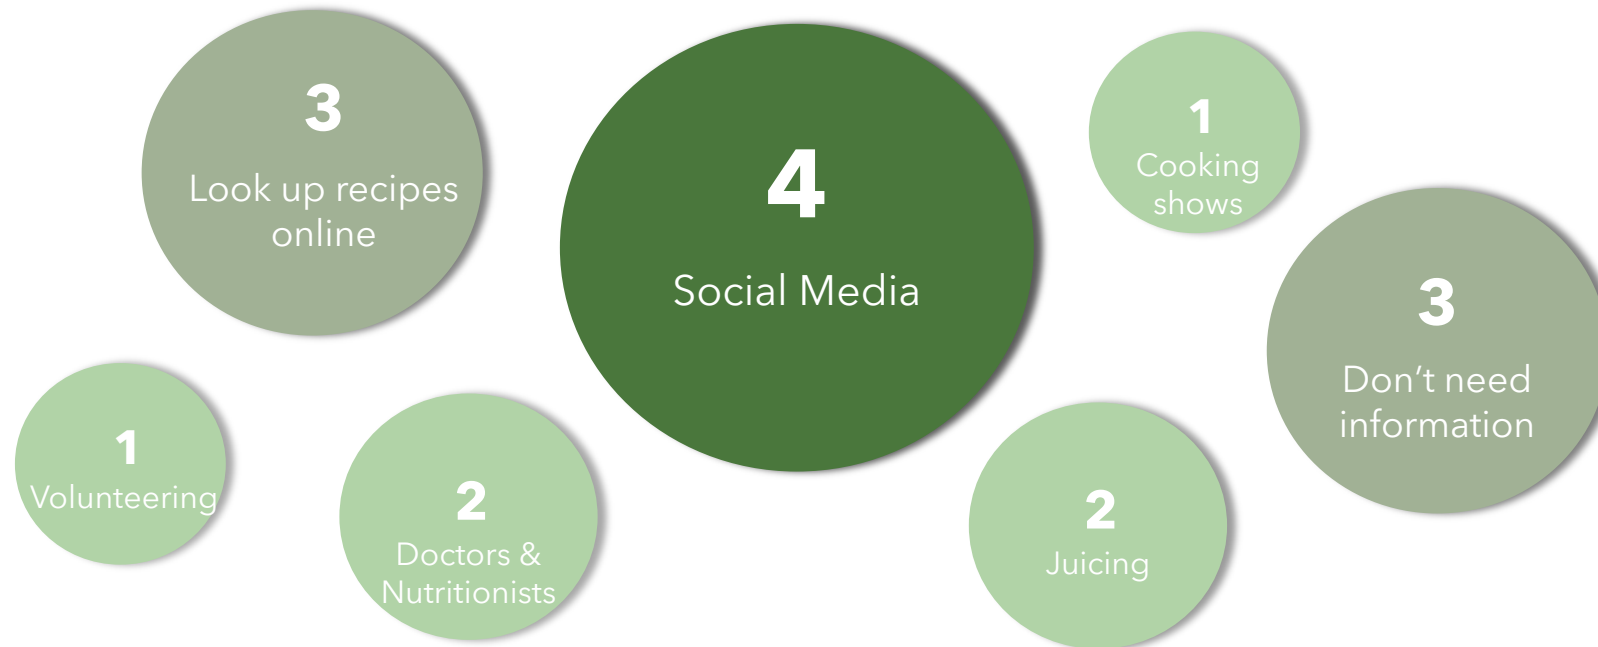 3
Look up recipes
online
4
Social Media
1
Cooking
shows
3
Don’t need
information
1
Volunteering
2
Doctors &
Nutritionists
2
Juicing